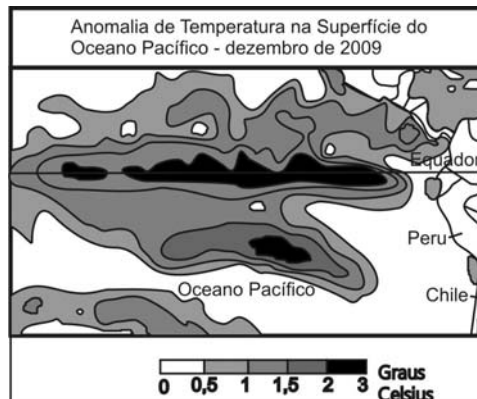 Anomalia de Temperatura na Superfície do
Oceano Pacífico - dezembro de 2009
Equador
Peru
Oceano Pacífico
Chile
0 0,5 1 1,5 2 3
Graus
Celsius